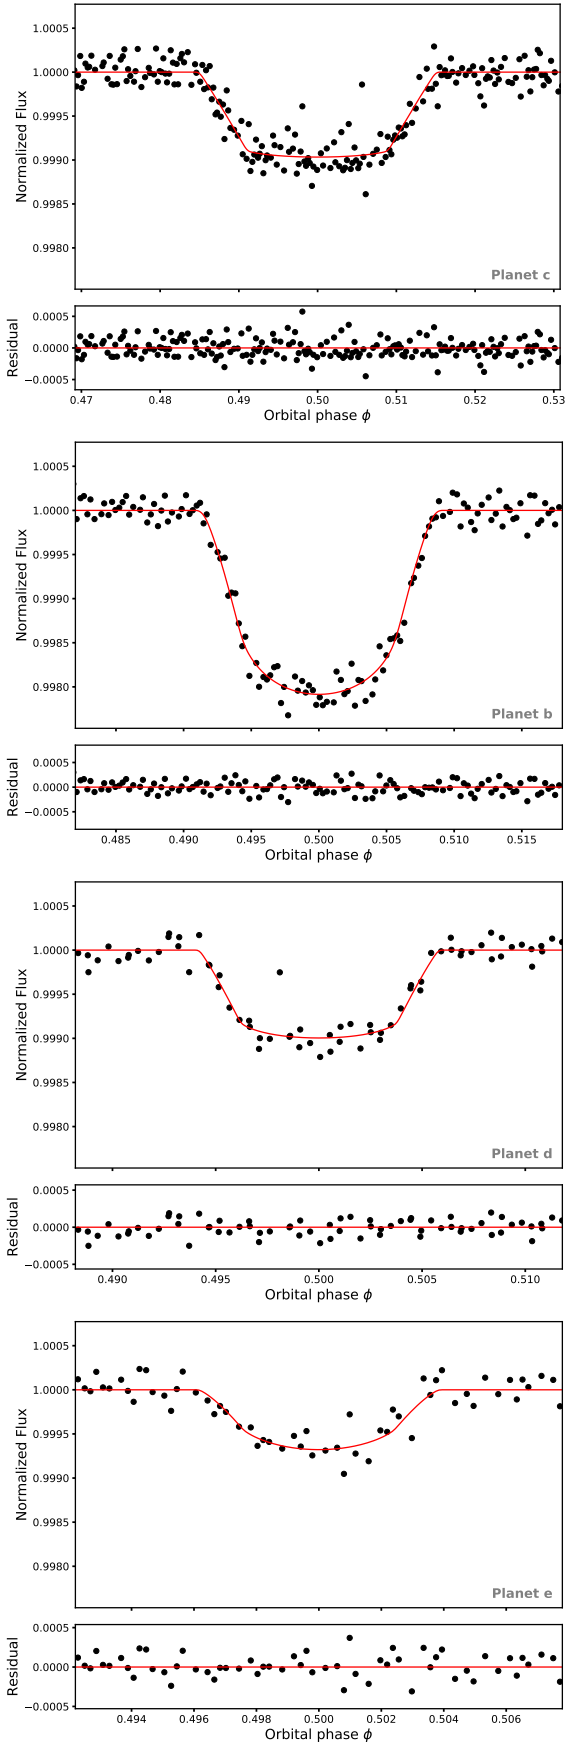 1.0005
1.0000
0.9995
0.9990
0.9985
0.9980
Normalized Flux
Planet c
0.0005
0.0000
−0.0005
Residual
0.47 0.48 0.49 0.50 0.51 0.52 0.53
Orbital phase ϕ
1.0005
1.0000
0.9995
0.9990
0.9985
0.9980
Normalized Flux
Planet b
0.0005
0.0000
−0.0005
Residual
0.485 0.490 0.495 0.500 0.505 0.510 0.515
Orbital phase ϕ
1.0005
1.0000
0.9995
0.9990
0.9985
0.9980
Normalized Flux
Planet d
0.0005
0.0000
−0.0005
Residual
0.490 0.495 0.500 0.505 0.510
Orbital phase ϕ
1.0005
1.0000
0.9995
0.9990
0.9985
0.9980
Normalized Flux
Planet e
0.0005
0.0000
−0.0005
Residual
0.494 0.496 0.498 0.500 0.502 0.504 0.506
Orbital phase ϕ